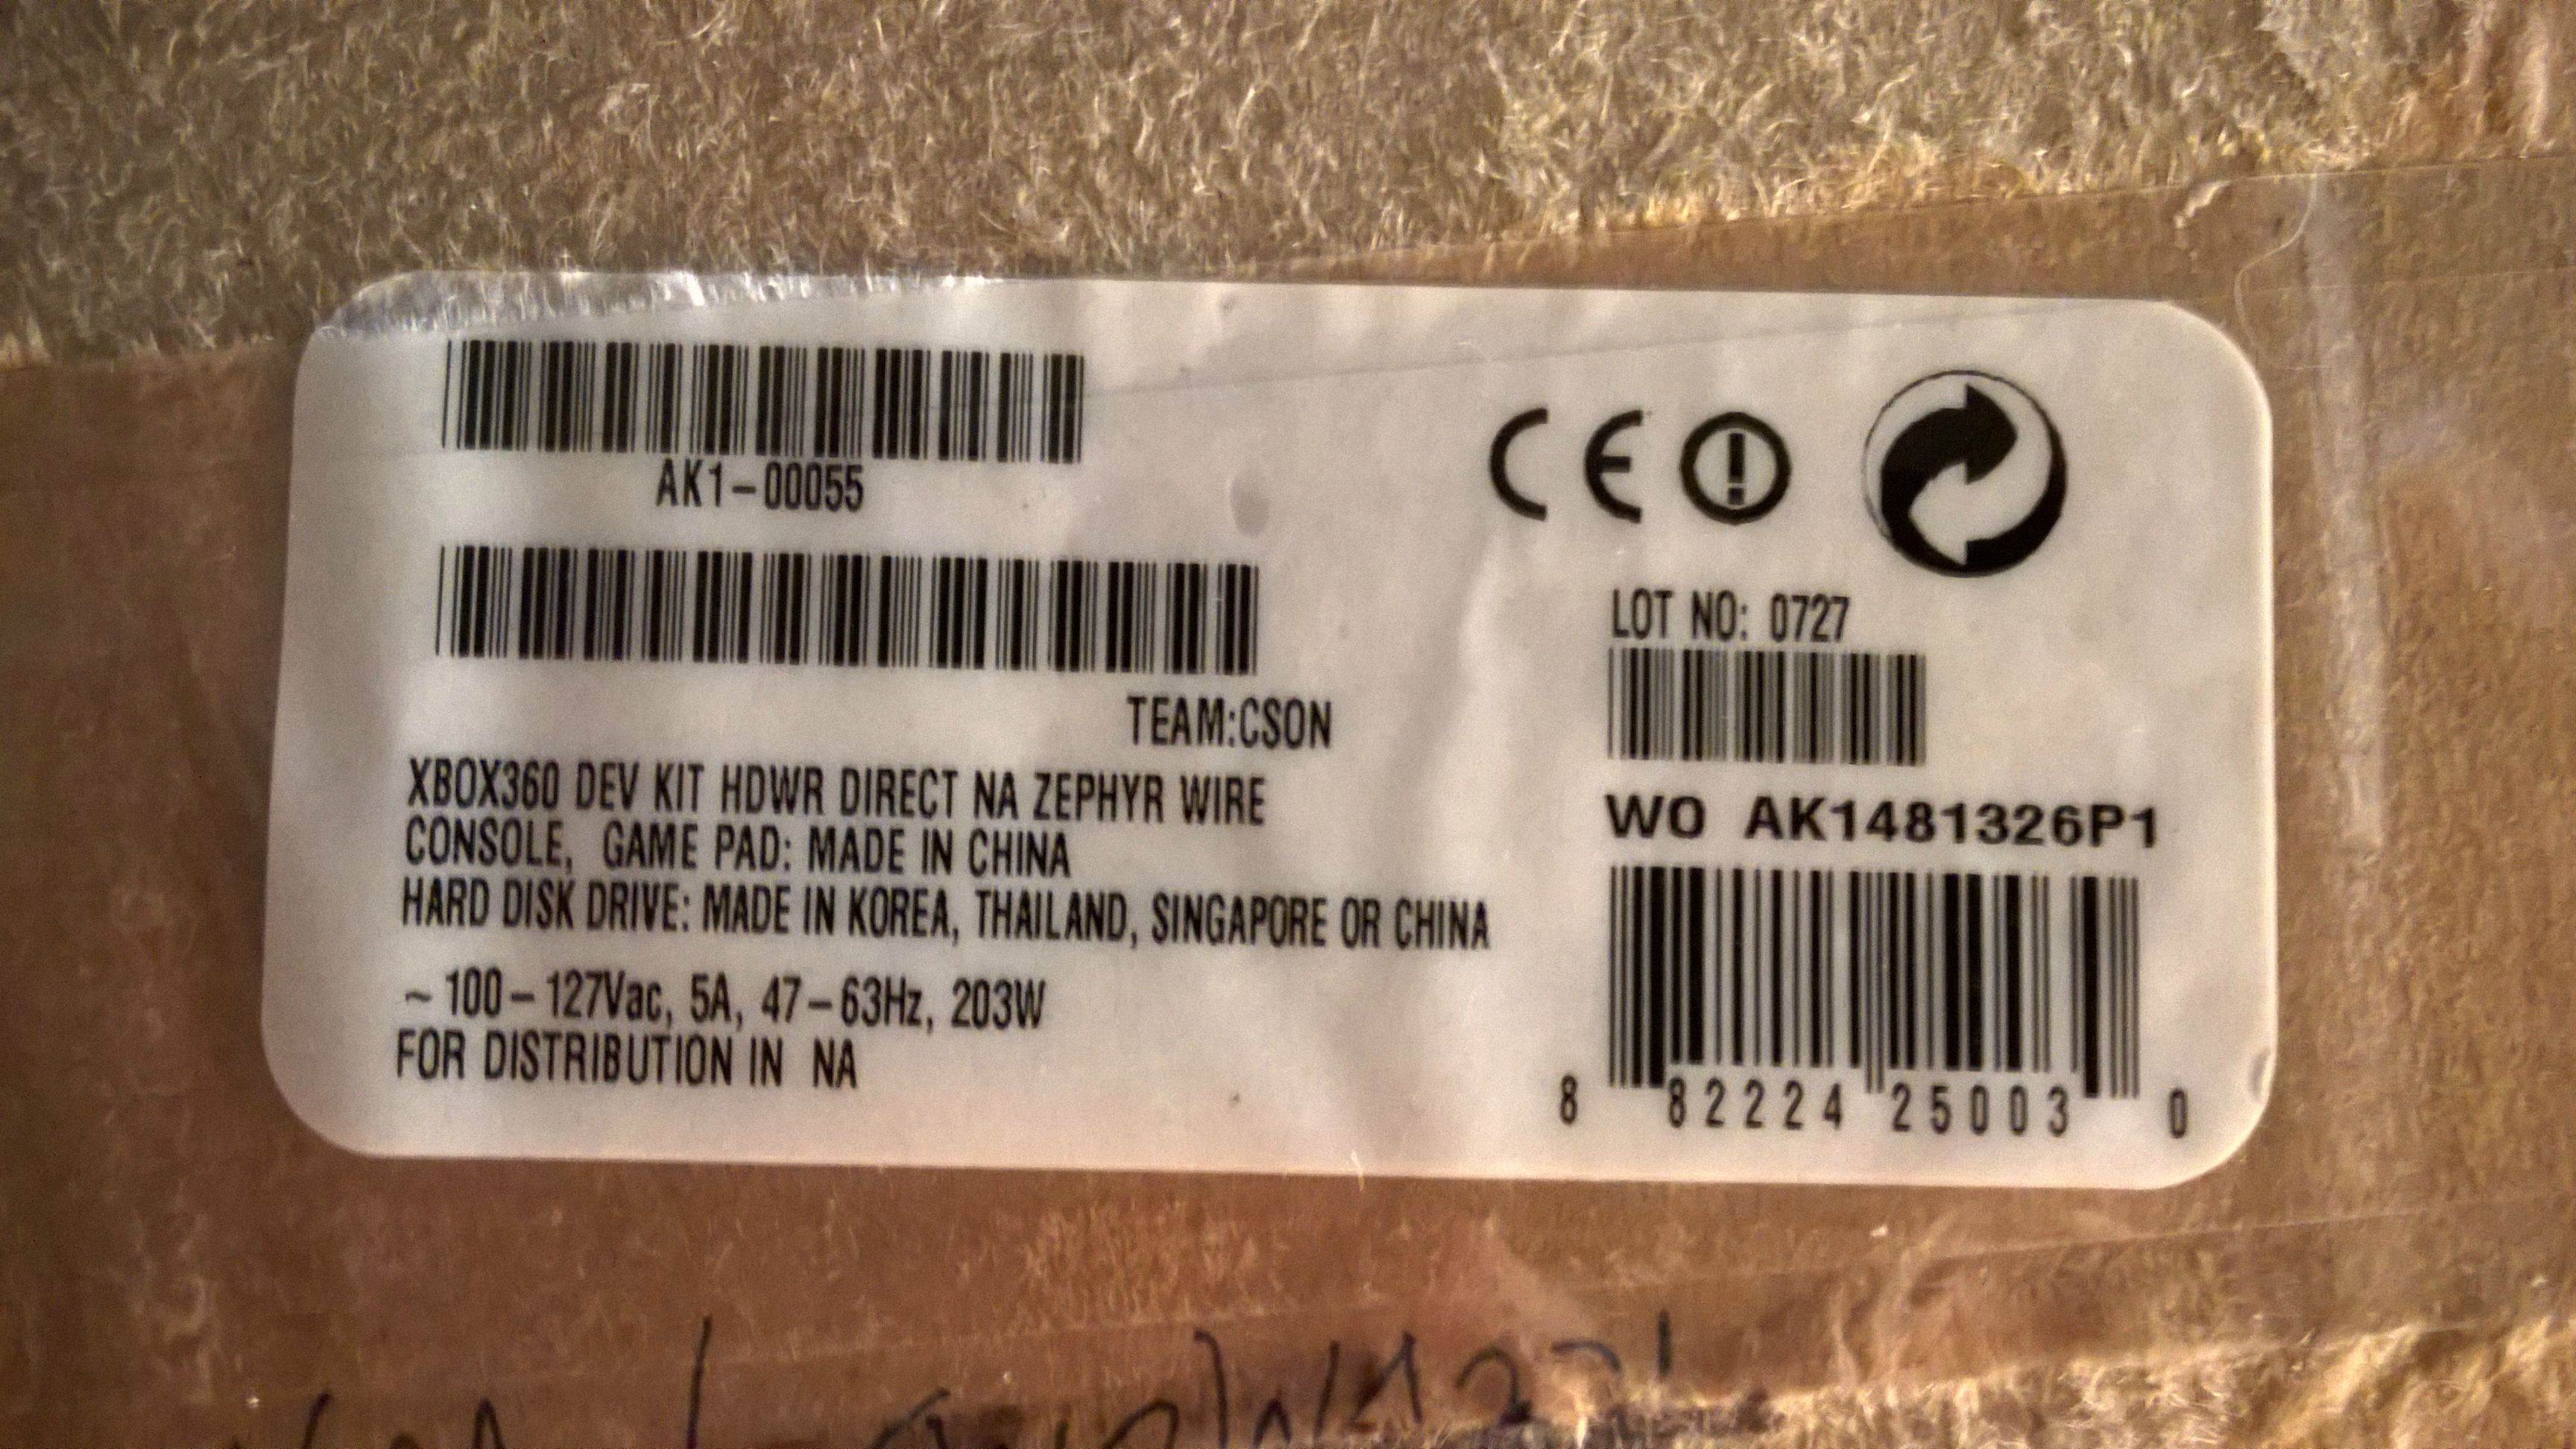 AK1-00055
TEAM:CSON
XBOX360 DEV KIT HDWR DIRECT NA ZEPHYR WIRE
CONSOLE, GAME PAD: MADE IN CHINA
HARD DISK DRIVE: MADE IN KOREA, THAILAND, SINGAPORE OR CHINA
~ 100-127Vac, 5A, 47-63Hz, 203W
FOR DISTRIBUTION IN NA
CE
LOT NO: 0727
WO AK1481326P1
8 82224 25003 0